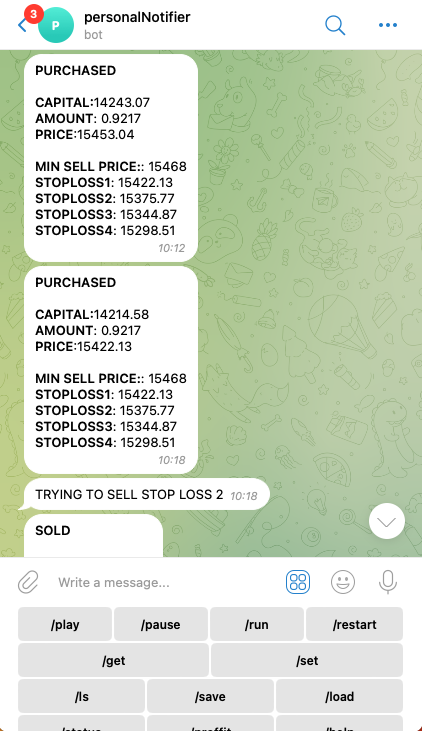 3
P
personalNotifier
bot
PURCHASED
CAPITAL:14243.07
AMOUNT: 0.9217
PRICE:15453.04
MIN SELL PRICE:: 15468
STOPLOSS1: 15422.13
STOPLOSS2: 15375.77
STOPLOSS3: 15344.87
STOPLOSS4: 15298.51
10:12
PURCHASED
CAPITAL:14214.58
AMOUNT: 0.9217
PRICE:15422.13
MIN SELL PRICE:: 15468
STOPLOSS1: 15422.13
STOPLOSS2: 15375.77
STOPLOSS3: 15344.87
STOPLOSS4: 15298.51
10:18
TRYING TO SELL STOP LOSS 2 10:18
SOLD
Write a message...
/play /pause /run /restart
/get /set
/ls /save /load
/status /proffit /help